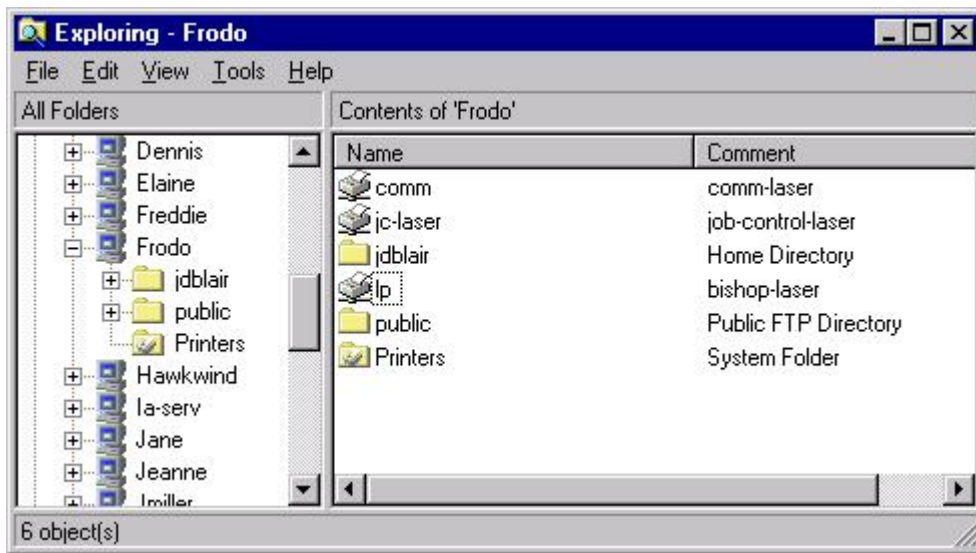 Exploring - Frodo
File Edit View Tools Help
All Folders
Contents of 'Frodo'
Dennis
Elaine
Freddie
Frodo
jdblair
public
Printers
Hawkwind
la-serv
Jane
Jeanne
Jmiller
Name Comment
comm comm-laser
jc-laser job-control-laser
jdblair Home Directory
lp bishop-laser
public Public FTP Directory
Printers System Folder
6 object(s)